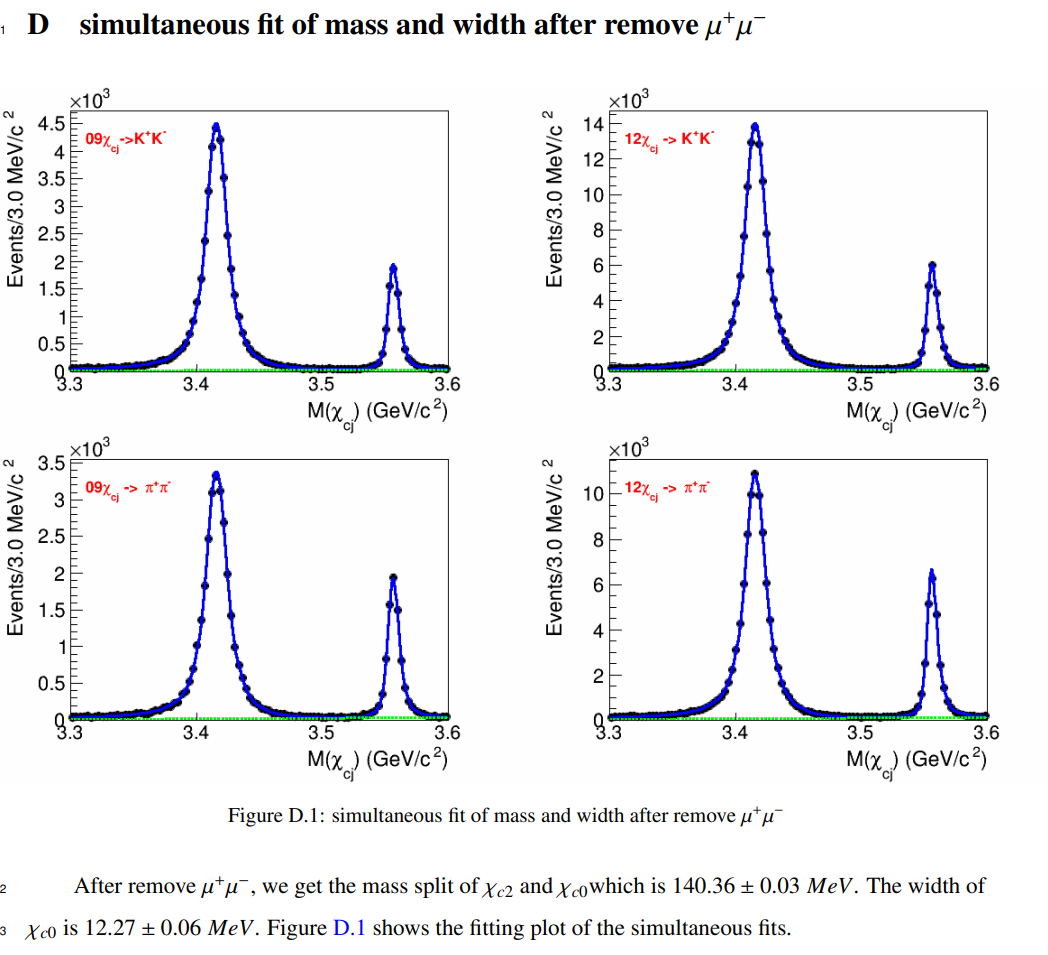 1 D simultaneous fit of mass and width after remove μ⁺μ⁻
×10³
Events/3.0 MeV/c²
4.5
4
3.5
3
2.5
2
1.5
1
0.5
0
09χcj->K⁺K⁻
3.3 3.4 3.5 3.6
M(χcj) (GeV/c²)
×10³
Events/3.0 MeV/c²
14
12
10
8
6
4
2
0
12χcj -> K⁺K⁻
3.3 3.4 3.5 3.6
M(χcj) (GeV/c²)
×10³
Events/3.0 MeV/c²
3.5
3
2.5
2
1.5
1
0.5
0
09χcj -> π⁺π⁻
3.3 3.4 3.5 3.6
M(χcj) (GeV/c²)
×10³
Events/3.0 MeV/c²
10
8
6
4
2
0
12χcj -> π⁺π⁻
3.3 3.4 3.5 3.6
M(χcj) (GeV/c²)
Figure D.1: simultaneous fit of mass and width after remove μ⁺μ⁻
2 After remove μ⁺μ⁻, we get the mass split of χc2 and χc0which is 140.36 ± 0.03 MeV. The width of
3 χc0 is 12.27 ± 0.06 MeV. Figure D.1 shows the fitting plot of the simultaneous fits.